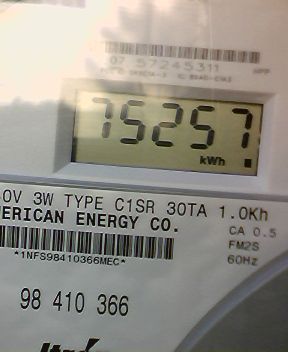 07 57245311
75257
kWh
0V 3W TYPE C1SR 30TA 1.0Kh
ERICAN ENERGY CO.
CA 0.5
FM2S
60Hz
*1NFS98410366MEC*
98 410 366